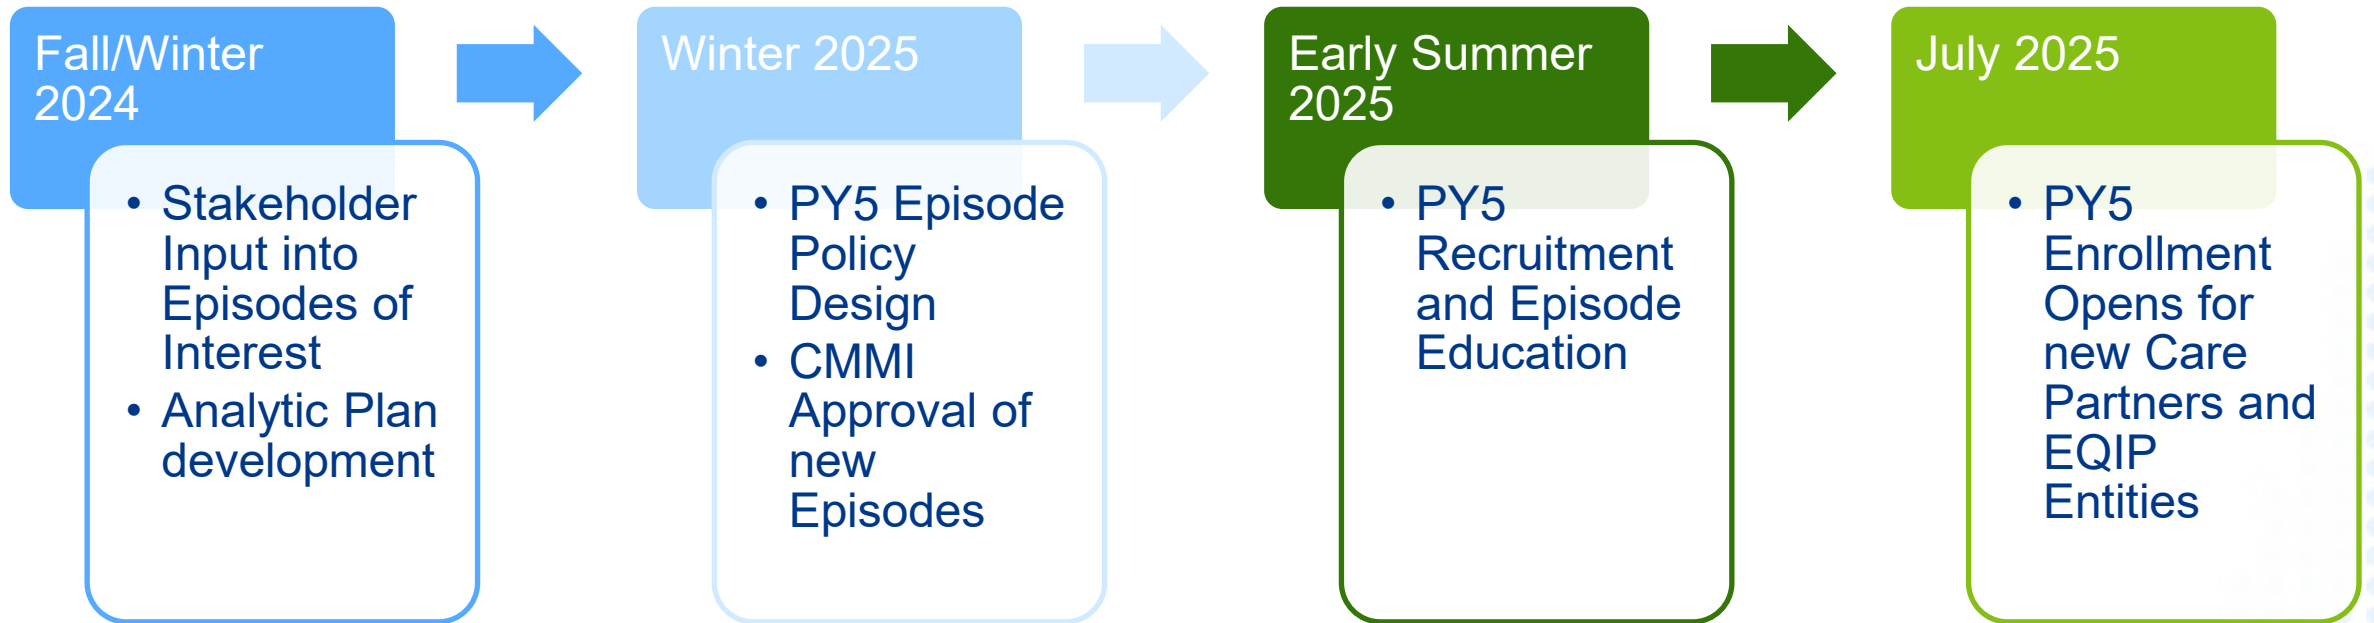 Fall/Winter
2024
• Stakeholder
Input into
Episodes of
Interest
• Analytic Plan
development
Winter 2025
• PY5 Episode
Policy
Design
• CMMI
Approval of
new
Episodes
Early Summer
2025
• PY5
Recruitment
and Episode
Education
July 2025
• PY5
Enrollment
Opens for
new Care
Partners and
EQIP
Entities